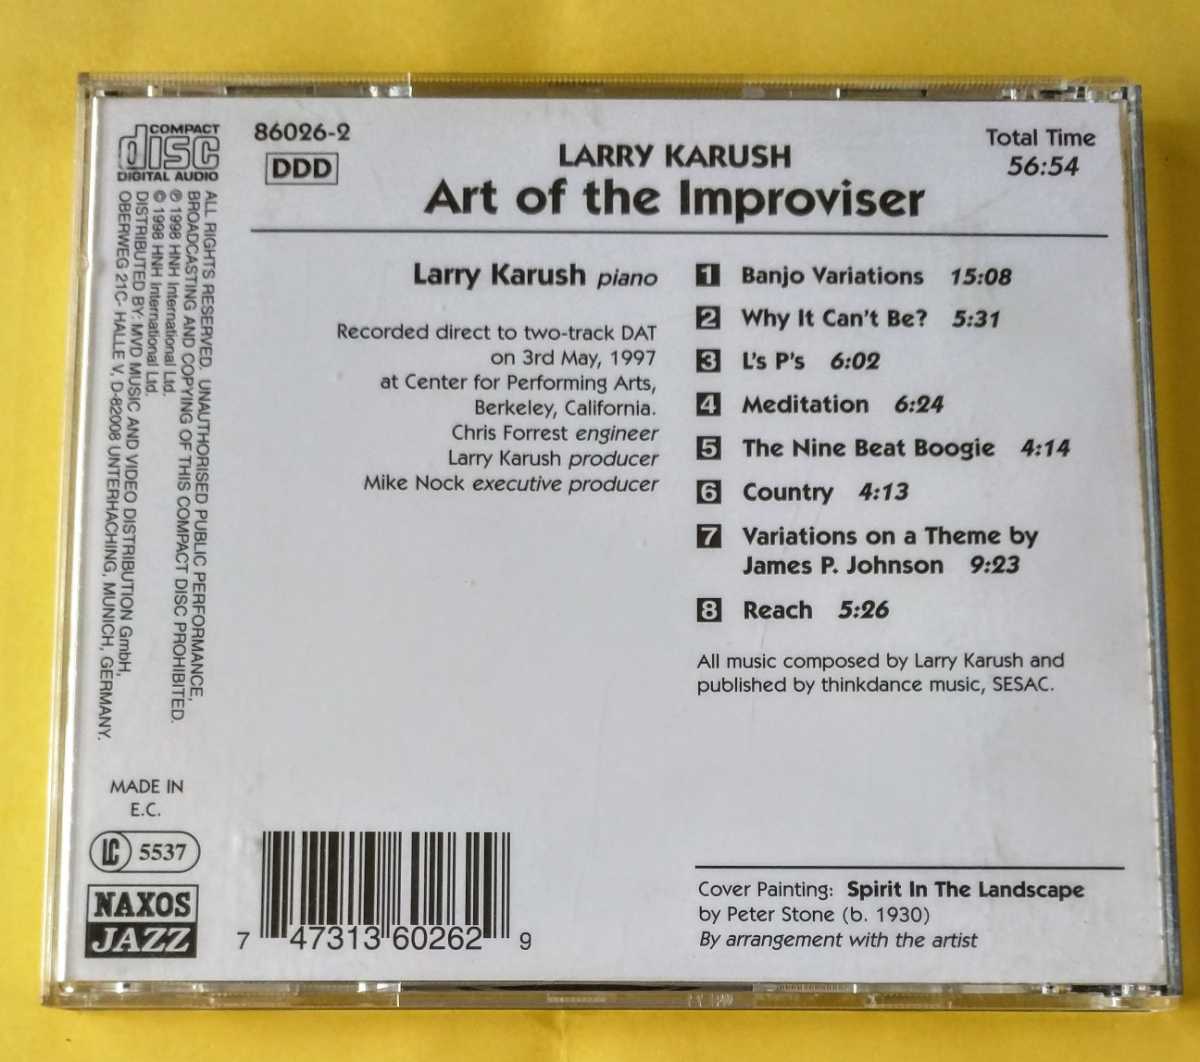 COMPACT
disc
DIGITAL AUDIO
86026-2
DDD
LARRY KARUSH
Art of the Improviser
Total Time
56:54
ALL RIGHTS RESERVED. UNAUTHORISED PUBLIC PERFORMANCE,
BROADCASTING AND COPYING OF THIS COMPACT DISC PROHIBITED.
℗ 1998 HNH International Ltd.
© 1998 HNH International Ltd.
DISTRIBUTED BY: MVD MUSIC AND VIDEO DISTRIBUTION GmbH,
OBERWEG 21C- HALLE V, D-82008 UNTERHACHING, MUNICH, GERMANY.
MADE IN
E.C.
LC 5537
NAXOS
JAZZ
Larry Karush piano
Recorded direct to two-track DAT
on 3rd May, 1997
at Center for Performing Arts,
Berkeley, California.
Chris Forrest engineer
Larry Karush producer
Mike Nock executive producer
1 Banjo Variations 15:08
2 Why It Can't Be? 5:31
3 L's P's 6:02
4 Meditation 6:24
5 The Nine Beat Boogie 4:14
6 Country 4:13
7 Variations on a Theme by
James P. Johnson 9:23
8 Reach 5:26
All music composed by Larry Karush and
published by thinkdance music, SESAC.
7 47313 60262 9
Cover Painting: Spirit In The Landscape
by Peter Stone (b. 1930)
By arrangement with the artist